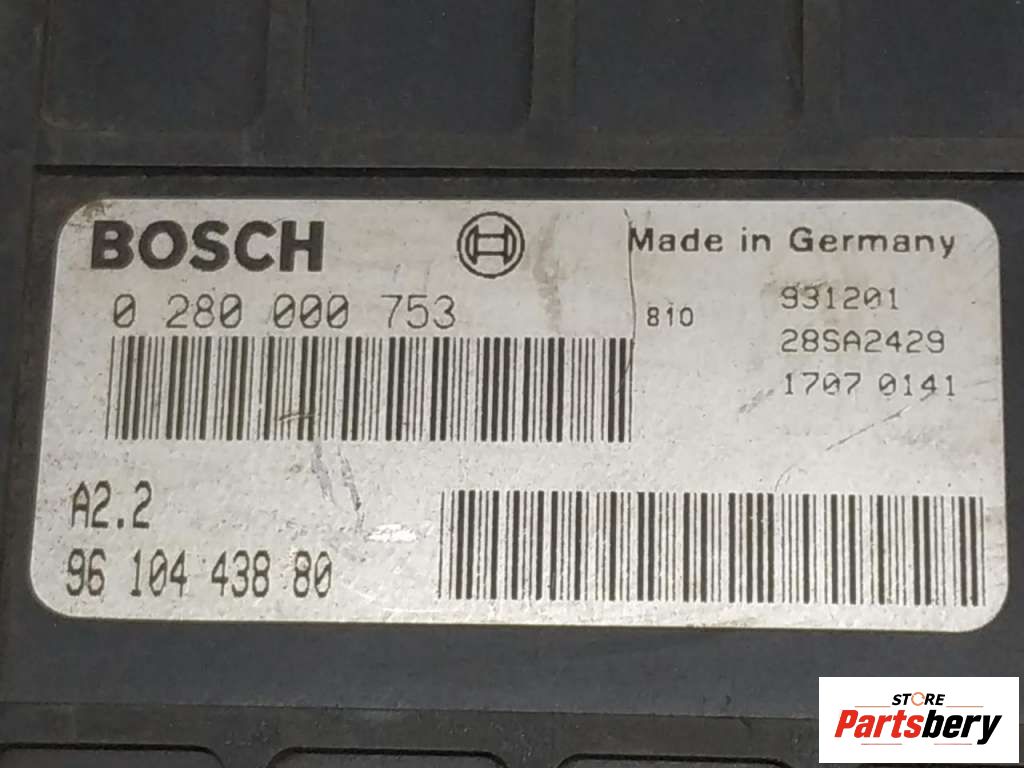 BOSCH
Made in Germany
0 280 000 753
810
931201
28SA2429
1707 0141
A2.2
96 104 438 80
STORE
Partsbery